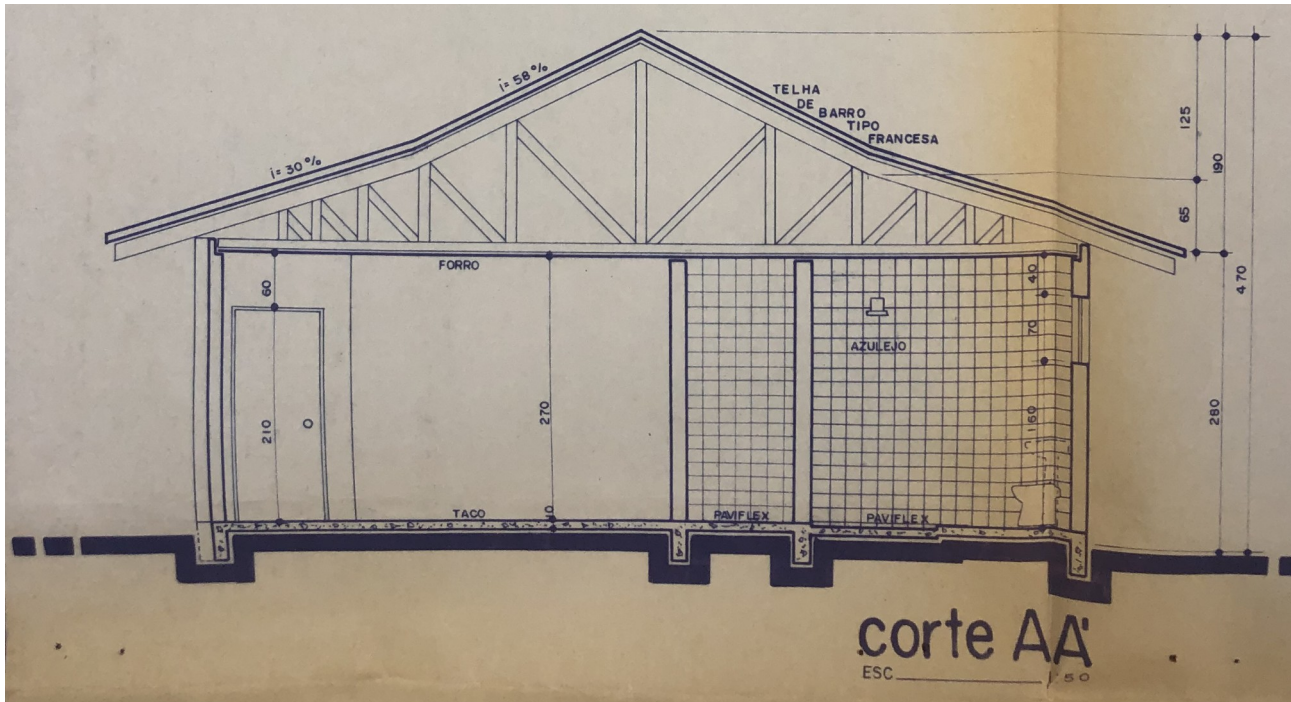 i= 58 %
i= 30 %
TELHA
DE
BARRO
TIPO
FRANCESA
125
190
65
470
280
FORRO
60
210
270
10
40
70
160
AZULEJO
TACO
PAVIFLEX
PAVIFLEX
corte AA'
ESC 1:50